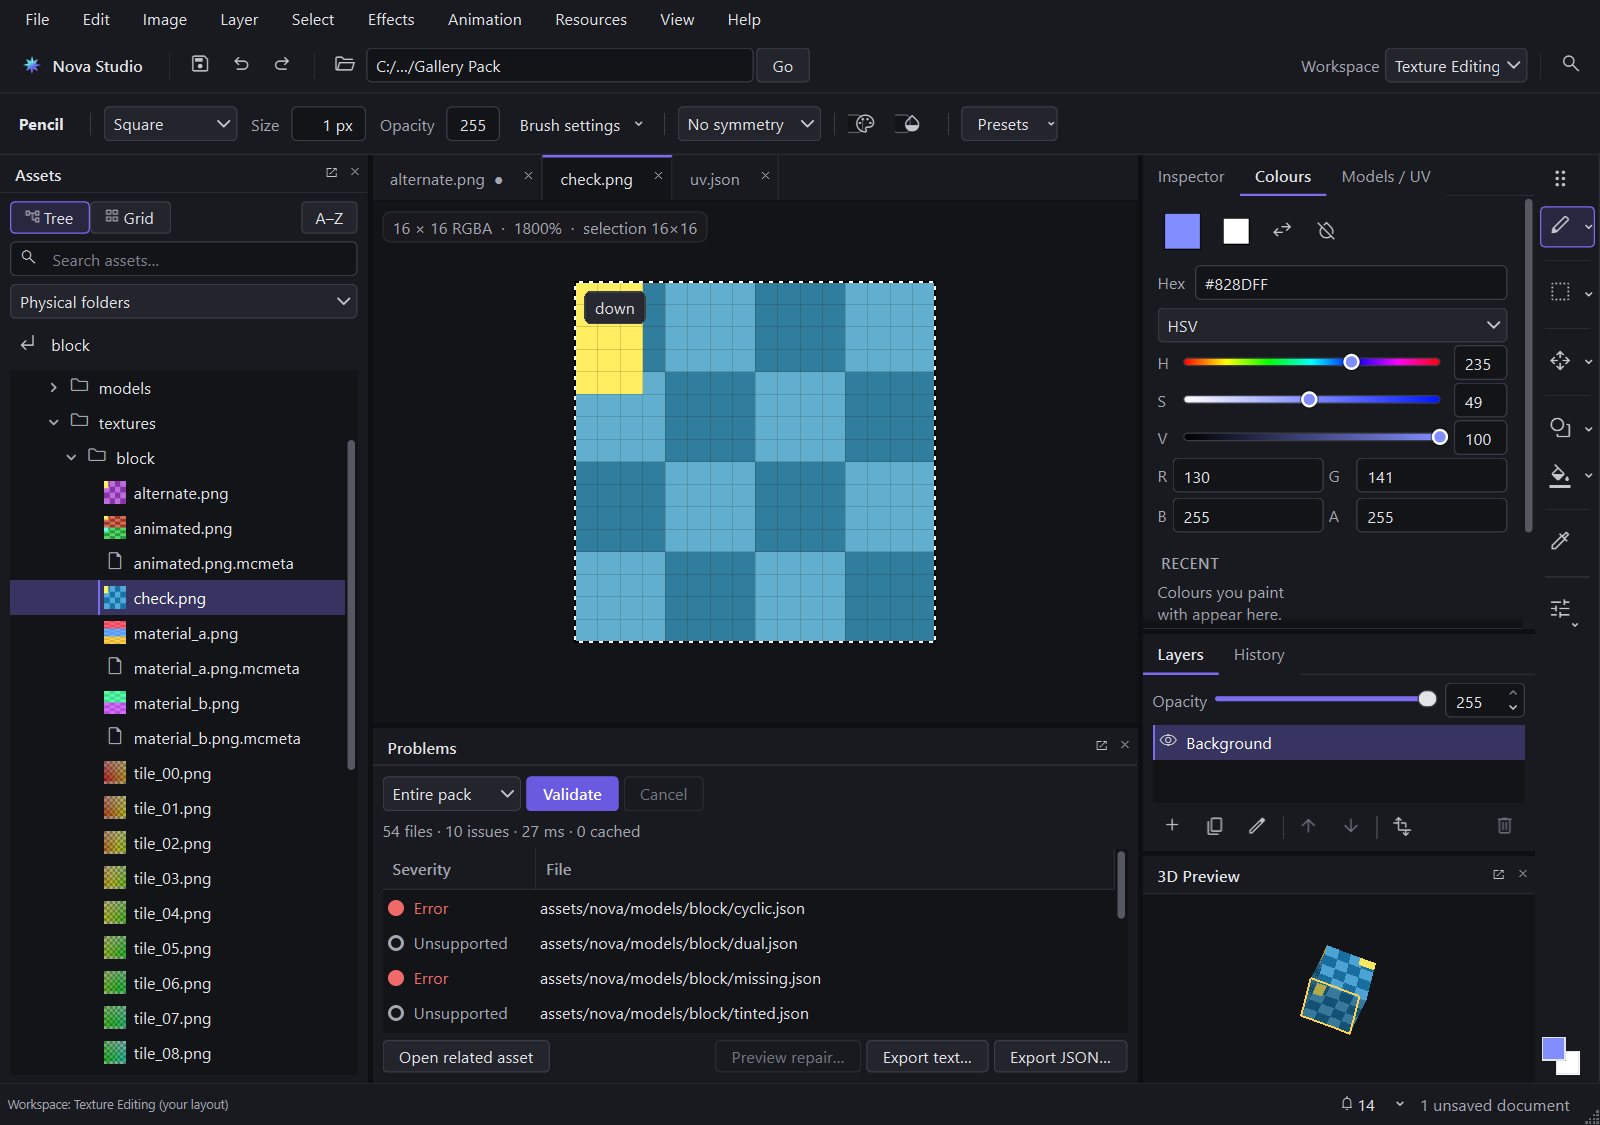 File Edit Image Layer Select Effects Animation Resources View Help
Nova Studio C:/.../Gallery Pack Go Workspace Texture Editing
Pencil Square Size 1 px Opacity 255 Brush settings No symmetry Presets
Assets
Tree Grid A–Z
Search assets...
Physical folders
block
models
textures
block
alternate.png
animated.png
animated.png.mcmeta
check.png
material_a.png
material_a.png.mcmeta
material_b.png
material_b.png.mcmeta
tile_00.png
tile_01.png
tile_02.png
tile_03.png
tile_04.png
tile_05.png
tile_06.png
tile_07.png
tile_08.png
alternate.png check.png uv.json
16 × 16 RGBA · 1800% · selection 16×16
down
Problems
Entire pack Validate Cancel
54 files · 10 issues · 27 ms · 0 cached
Severity File
Error assets/nova/models/block/cyclic.json
Unsupported assets/nova/models/block/dual.json
Error assets/nova/models/block/missing.json
Unsupported assets/nova/models/block/tinted.json
Open related asset Preview repair... Export text... Export JSON...
Inspector Colours Models / UV
Hex #828DFF
HSV
H 235
S 49
V 100
R 130 G 141
B 255 A 255
RECENT
Colours you paint
with appear here.
Layers History
Opacity 255
Background
3D Preview
Workspace: Texture Editing (your layout) 14 1 unsaved document